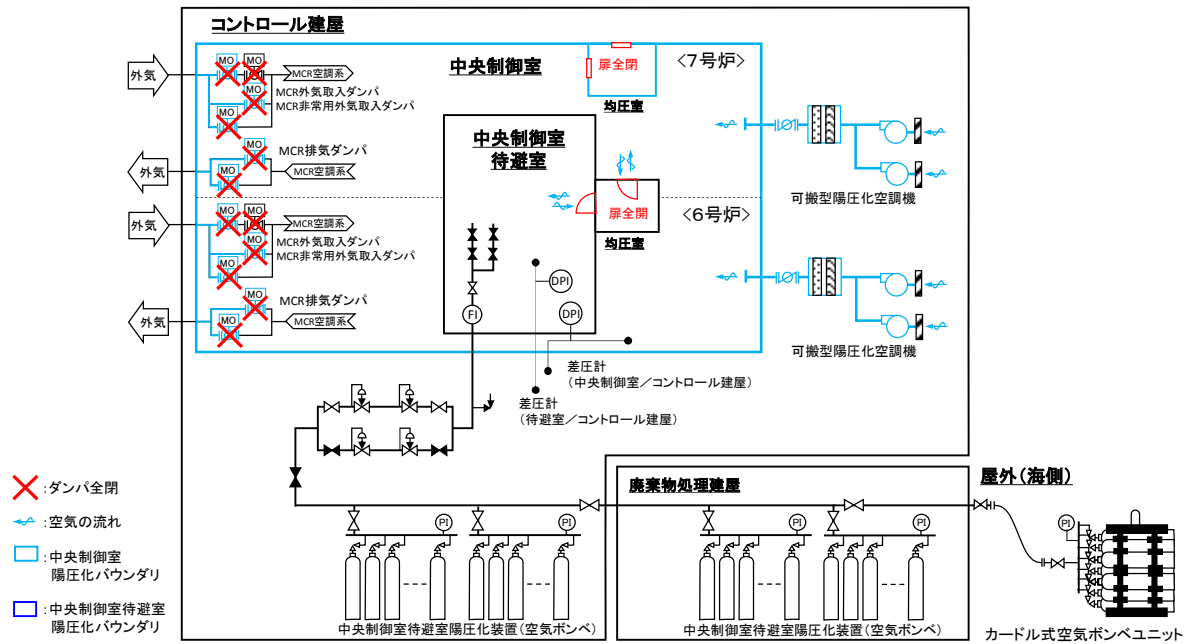 コントロール建屋
外気
MO
MO
MCR空調系
MO
MCR外気取入ダンパ
MCR非常用外気取入ダンパ
MO
MO
MCR排気ダンパ
外気
MO
MCR空調系
外気
MO
MO
MCR空調系
MO
MCR外気取入ダンパ
MCR非常用外気取入ダンパ
MO
MO
MCR排気ダンパ
外気
MO
MCR空調系
中央制御室
扉全閉
均圧室
<7号炉>
中央制御室
待避室
扉全開
均圧室
<6号炉>
可搬型陽圧化空調機
可搬型陽圧化空調機
DPI
DPI
FI
差圧計
(中央制御室/コントロール建屋)
差圧計
(待避室/コントロール建屋)
:ダンパ全閉
:空気の流れ
:中央制御室
陽圧化バウンダリ
:中央制御室待避室
陽圧化バウンダリ
PI
PI
中央制御室待避室陽圧化装置(空気ボンベ)
廃棄物処理建屋
PI
PI
中央制御室待避室陽圧化装置(空気ボンベ)
屋外(海側)
PI
カードル式空気ボンベユニット